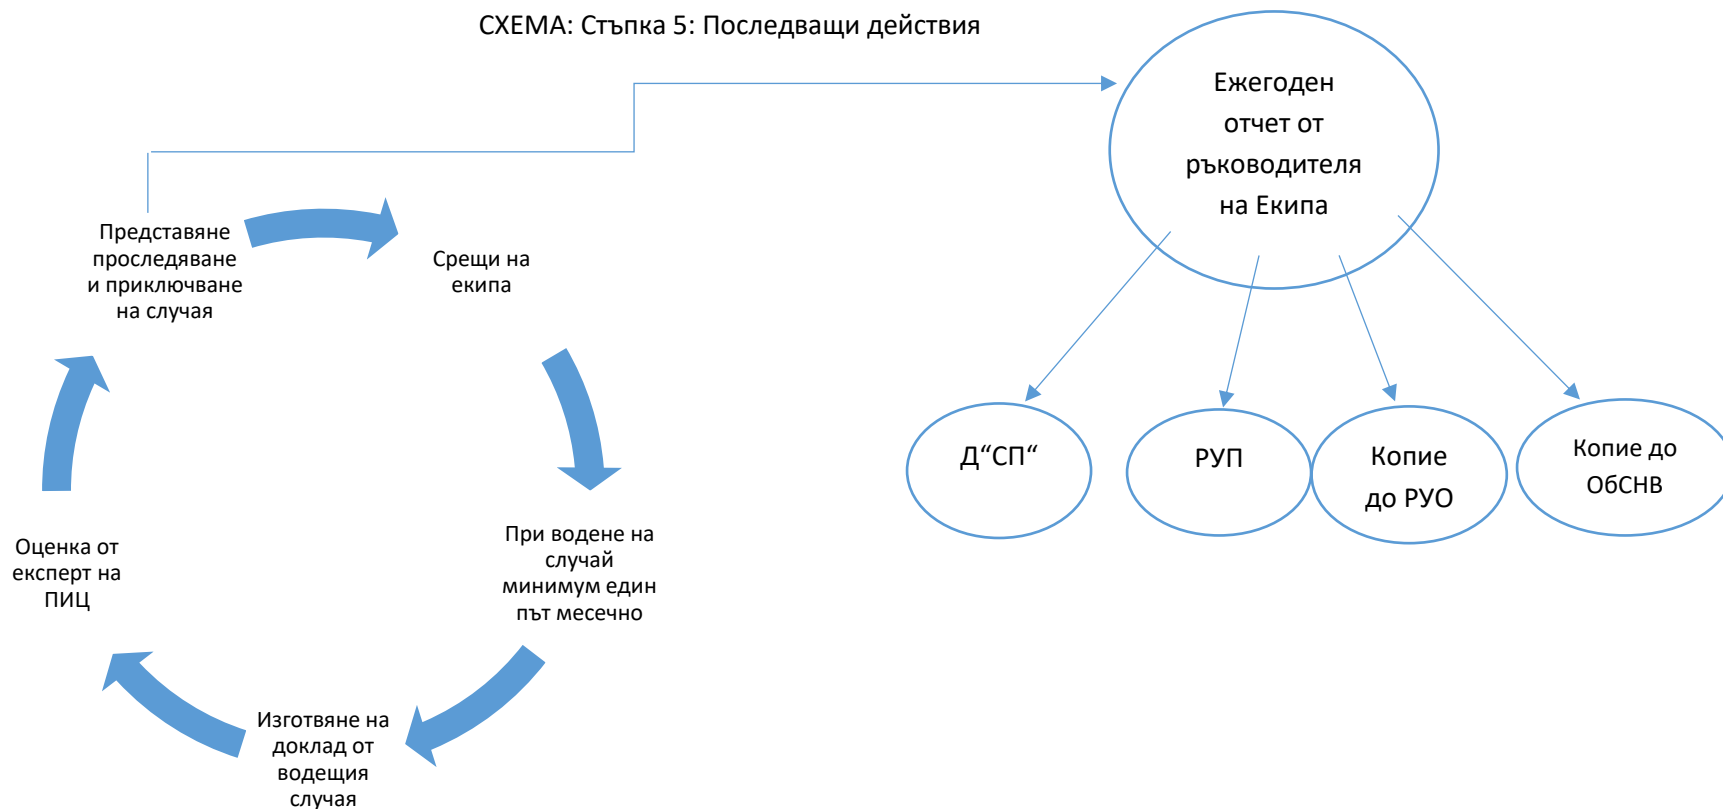 СХЕМА: Стъпка 5: Последващи действия
Ежегоден
отчет от
ръководителя
на Екипа
Представяне
проследяване
и приключване
на случая
Срещи на
екипа
При водене на
случай
минимум един
път месечно
Изготвяне на
доклад от
водещия
случая
Оценка от
експерт на
ПИЦ
Д“СП“
РУП
Копие
до РУО
Копие до
ОбСНВ